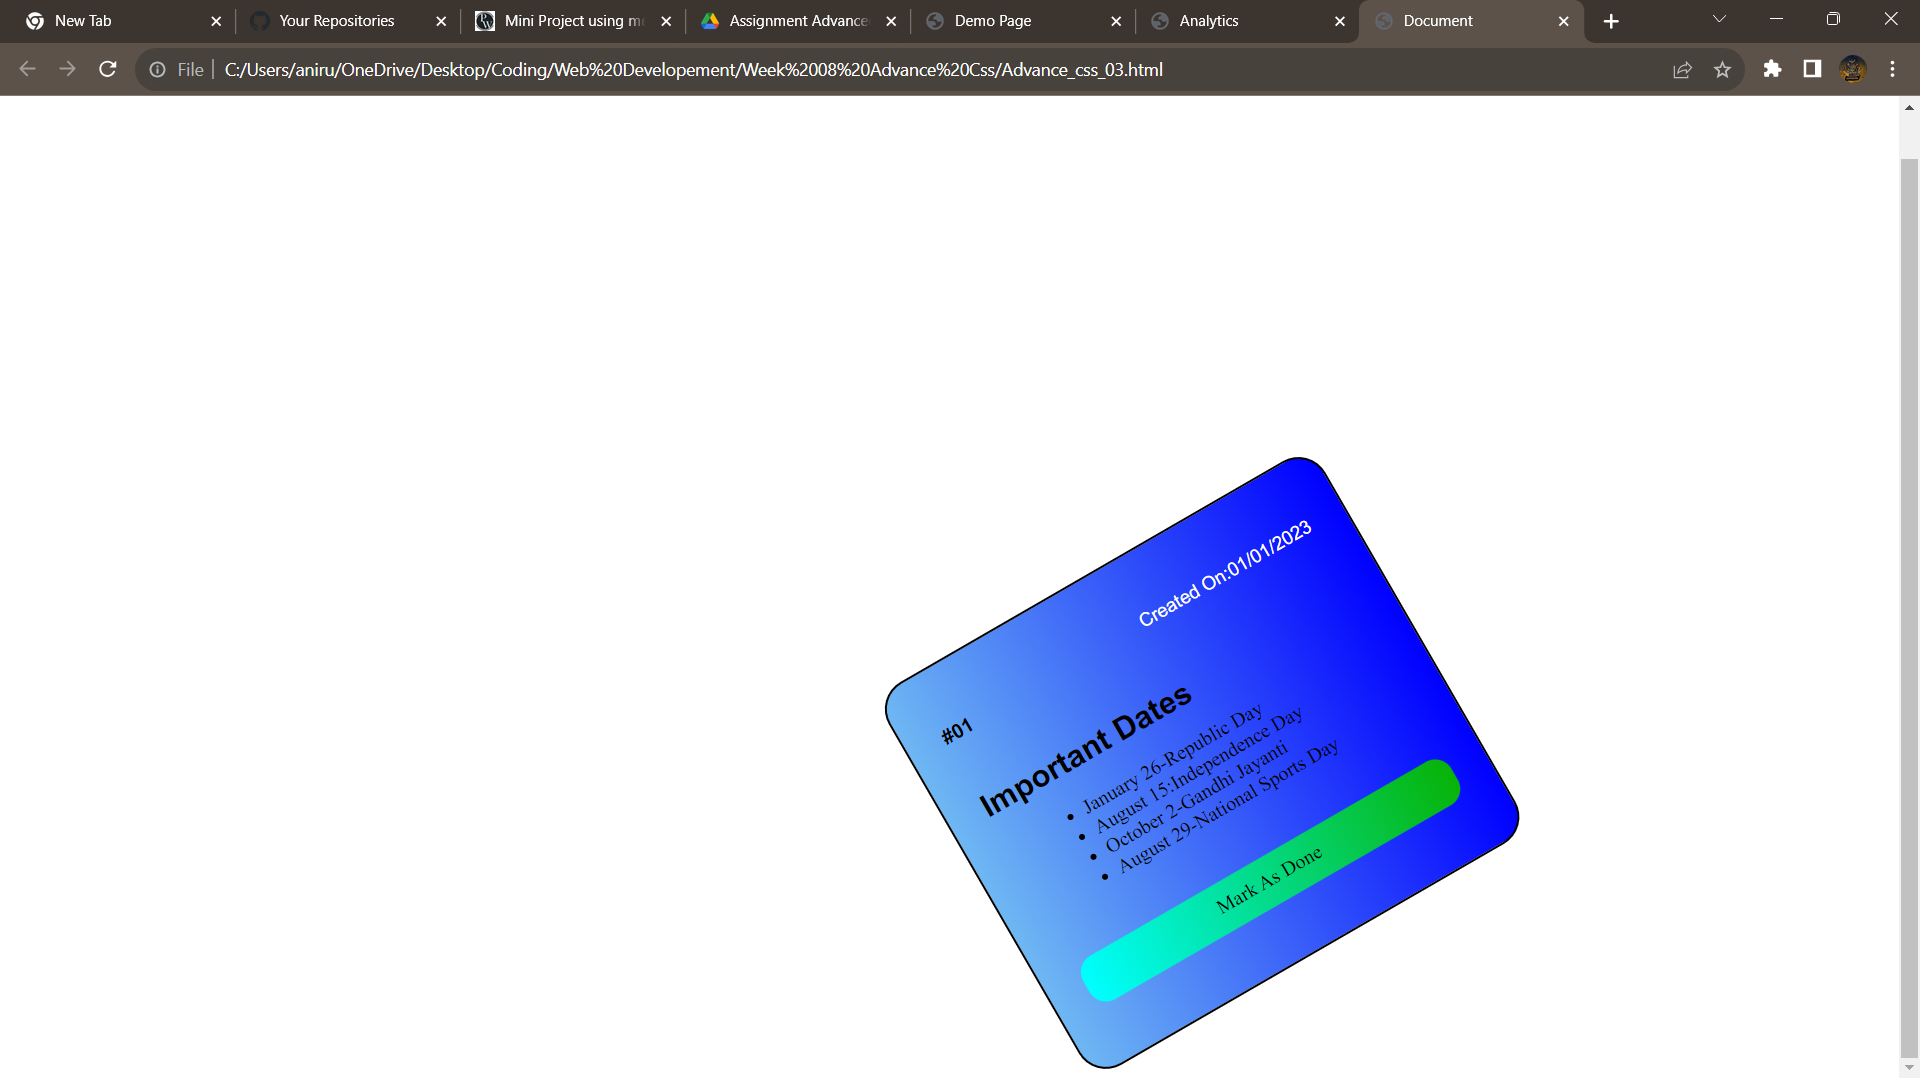 New Tab
Your Repositories
Mini Project using m
Assignment Advance
Demo Page
Analytics
Document
File
C:/Users/aniru/OneDrive/Desktop/Coding/Web%20Developement/Week%2008%20Advance%20Css/Advance_css_03.html
Created On:01/01/2023
#01
Important Dates
January 26-Republic Day
August 15:Independence Day
October 2-Gandhi Jayanti
August 29-National Sports Day
Mark As Done